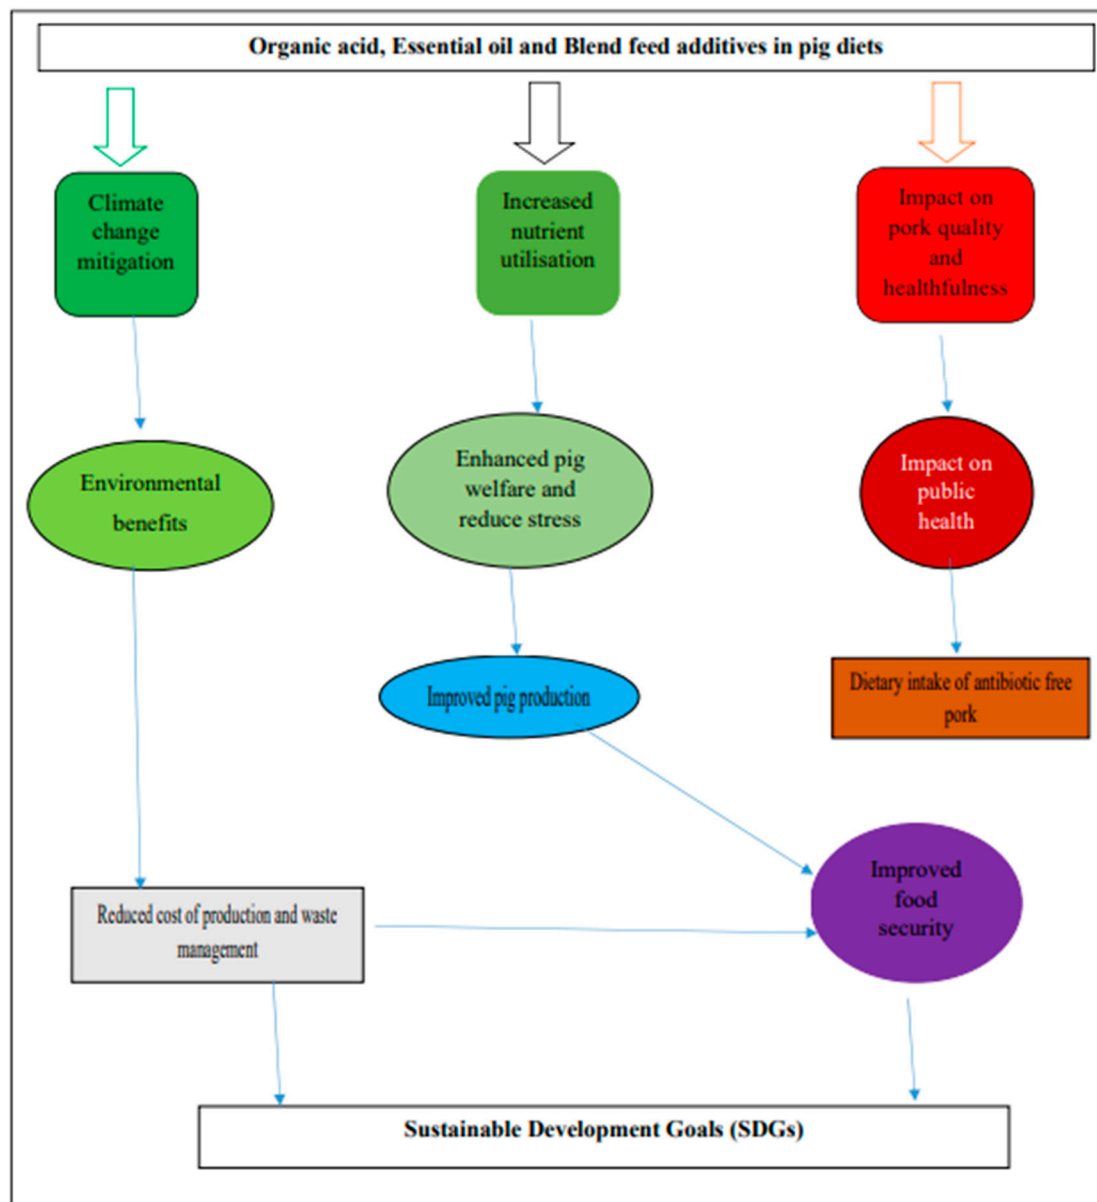 Organic acid, Essential oil and Blend feed additives in pig diets
Climate
change
mitigation
Increased
nutrient
utilisation
Impact on
pork quality
and
healthfulness
Environmental
benefits
Enhanced pig
welfare and
reduce stress
Impact on
public
health
Improved pig production
Dietary intake of antibiotic free
pork
Reduced cost of production and waste
management
Improved
food
security
Sustainable Development Goals (SDGs)